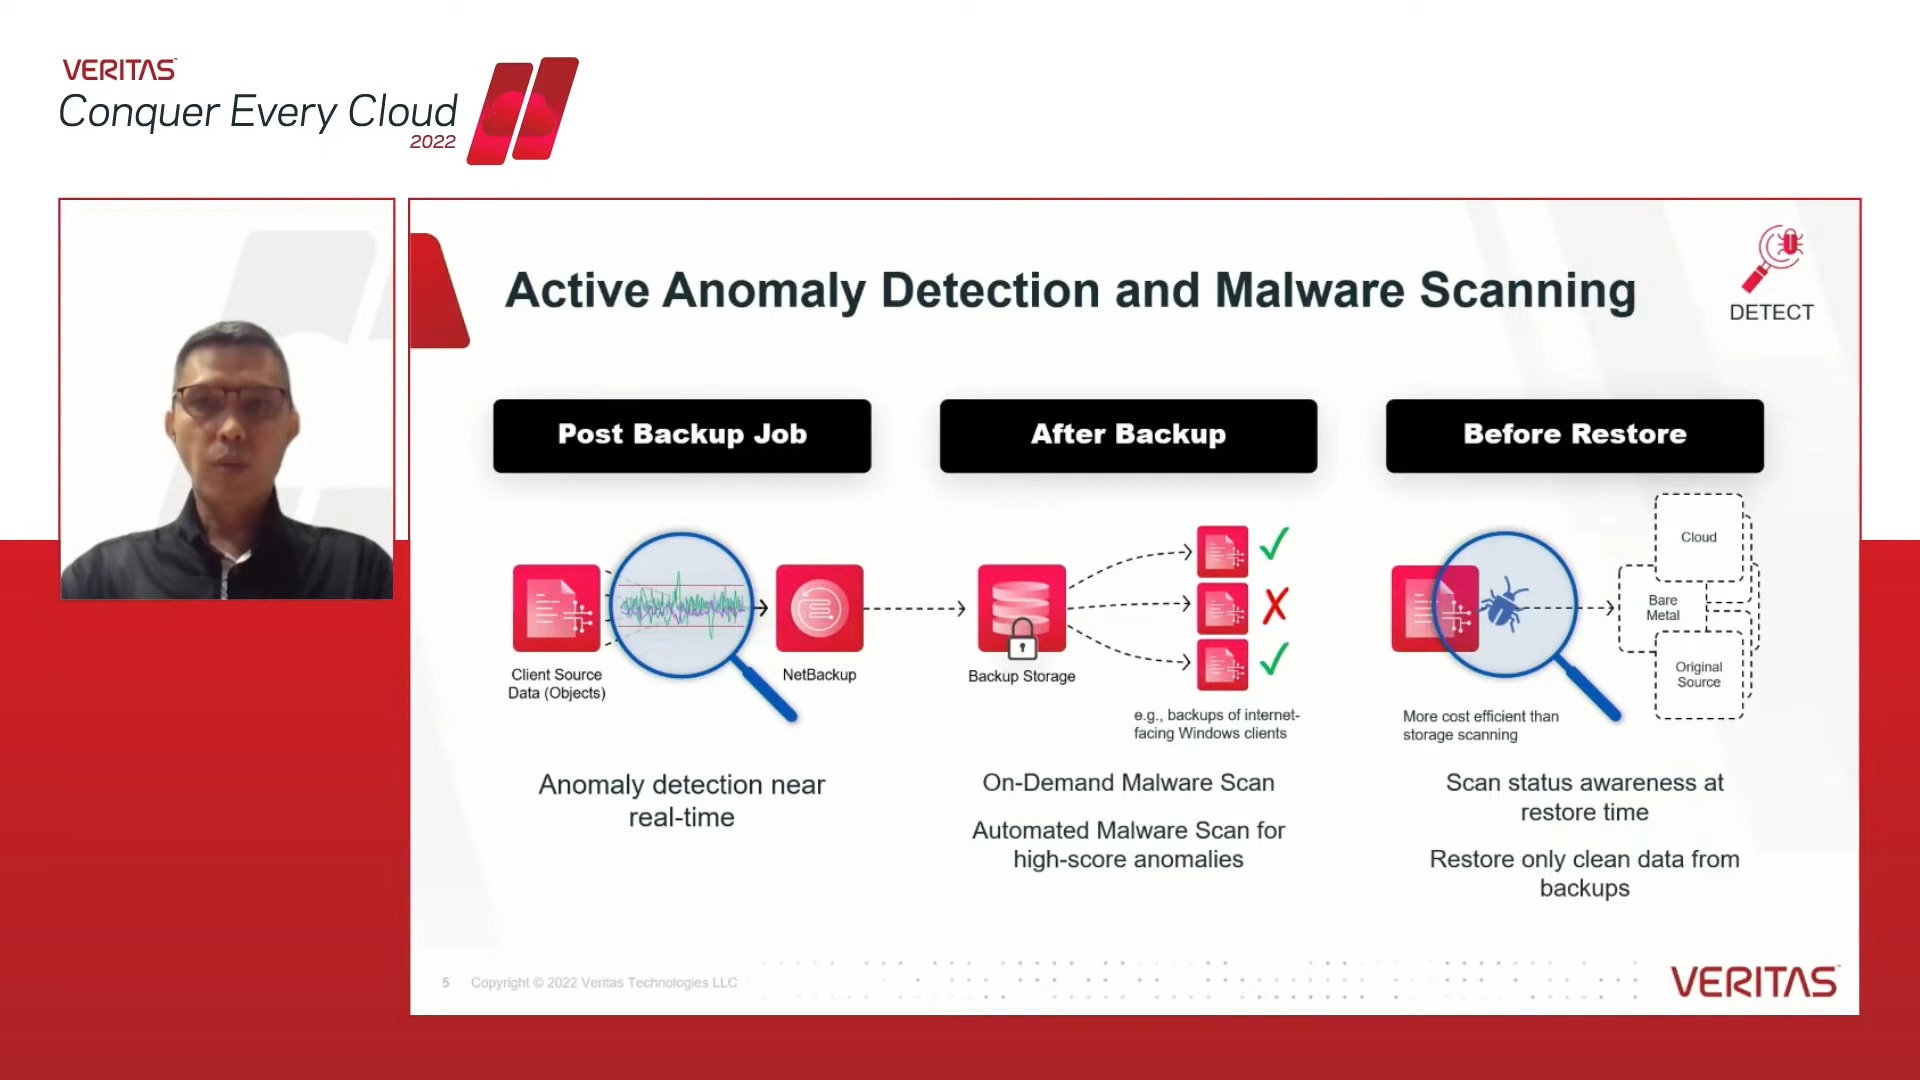 VERITAS
Conquer Every Cloud
2022
Active Anomaly Detection and Malware Scanning
DETECT
Post Backup Job
After Backup
Before Restore
Client Source
Data (Objects)
NetBackup
Backup Storage
e.g., backups of internet-
facing Windows clients
Cloud
Bare
Metal
Original
Source
More cost efficient than
storage scanning
Anomaly detection near
real-time
On-Demand Malware Scan
Automated Malware Scan for
high-score anomalies
Scan status awareness at
restore time
Restore only clean data from
backups
5 Copyright © 2022 Veritas Technologies LLC
VERITAS